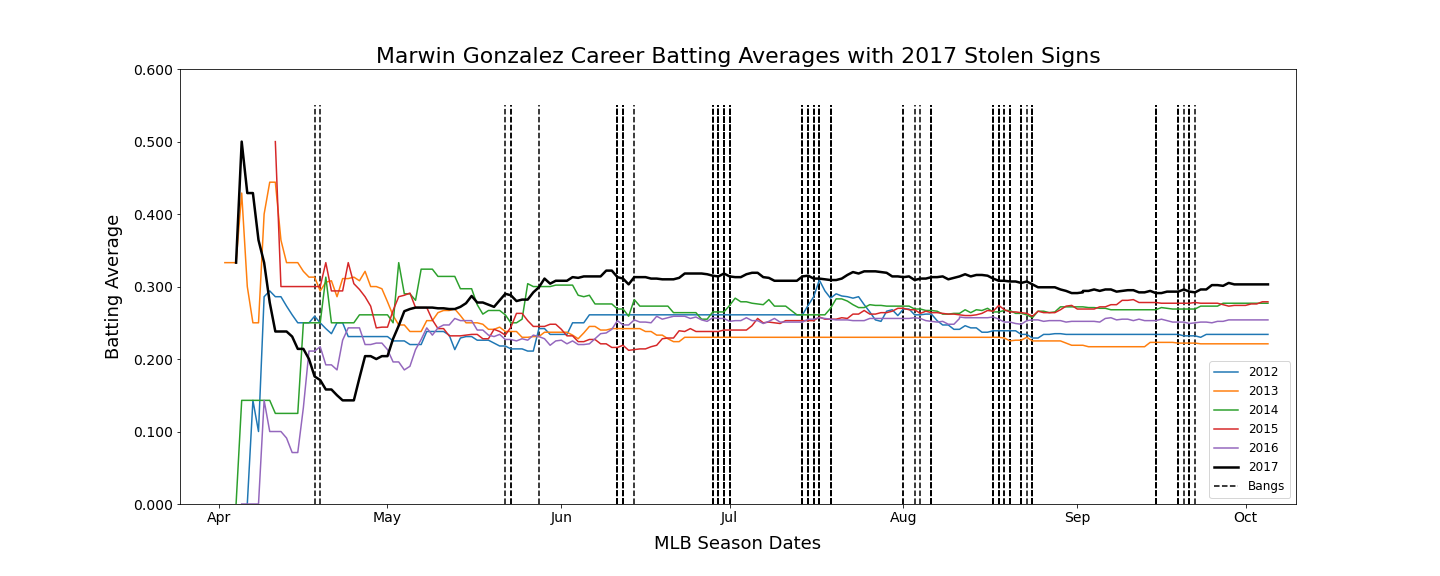 Marwin Gonzalez Career Batting Averages with 2017 Stolen Signs
0.600
0.500
0.400
0.300
0.200
0.100
0.000
Batting Average
Apr May Jun Jul Aug Sep Oct
MLB Season Dates
2012
2013
2014
2015
2016
2017
Bangs